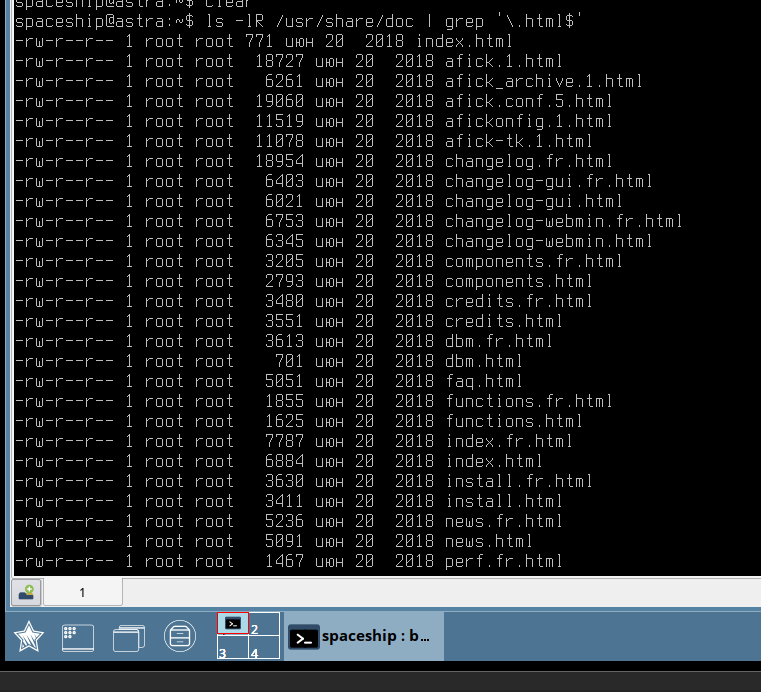 spaceship@astra:~$ clear
spaceship@astra:~$ ls -lR /usr/share/doc | grep '\.html$'
-rw-r--r-- 1 root root 771 июн 20  2018 index.html
-rw-r--r-- 1 root root  18727 июн 20  2018 afick.1.html
-rw-r--r-- 1 root root   6261 июн 20  2018 afick_archive.1.html
-rw-r--r-- 1 root root  19060 июн 20  2018 afick.conf.5.html
-rw-r--r-- 1 root root  11519 июн 20  2018 afickonfig.1.html
-rw-r--r-- 1 root root  11078 июн 20  2018 afick-tk.1.html
-rw-r--r-- 1 root root  18954 июн 20  2018 changelog.fr.html
-rw-r--r-- 1 root root   6403 июн 20  2018 changelog-gui.fr.html
-rw-r--r-- 1 root root   6021 июн 20  2018 changelog-gui.html
-rw-r--r-- 1 root root   6753 июн 20  2018 changelog-webmin.fr.html
-rw-r--r-- 1 root root   6345 июн 20  2018 changelog-webmin.html
-rw-r--r-- 1 root root   3205 июн 20  2018 components.fr.html
-rw-r--r-- 1 root root   2793 июн 20  2018 components.html
-rw-r--r-- 1 root root   3480 июн 20  2018 credits.fr.html
-rw-r--r-- 1 root root   3551 июн 20  2018 credits.html
-rw-r--r-- 1 root root   3613 июн 20  2018 dbm.fr.html
-rw-r--r-- 1 root root    701 июн 20  2018 dbm.html
-rw-r--r-- 1 root root   5051 июн 20  2018 faq.html
-rw-r--r-- 1 root root   1855 июн 20  2018 functions.fr.html
-rw-r--r-- 1 root root   1625 июн 20  2018 functions.html
-rw-r--r-- 1 root root   7787 июн 20  2018 index.fr.html
-rw-r--r-- 1 root root   6884 июн 20  2018 index.html
-rw-r--r-- 1 root root   3630 июн 20  2018 install.fr.html
-rw-r--r-- 1 root root   3411 июн 20  2018 install.html
-rw-r--r-- 1 root root   5236 июн 20  2018 news.fr.html
-rw-r--r-- 1 root root   5091 июн 20  2018 news.html
-rw-r--r-- 1 root root   1467 июн 20  2018 perf.fr.html
1
2
3 4
spaceship : b...